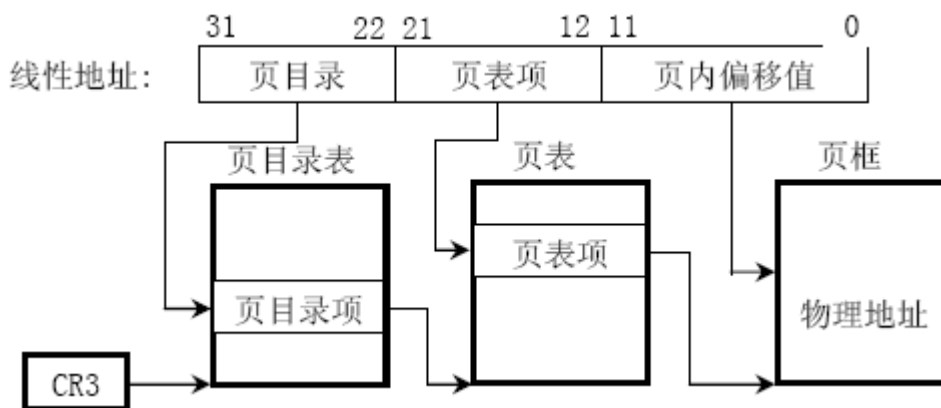 31 22 21 12 11 0
线性地址: 页目录 页表项 页内偏移值
页目录表 页表 页框
页表项
页目录项 物理地址
CR3